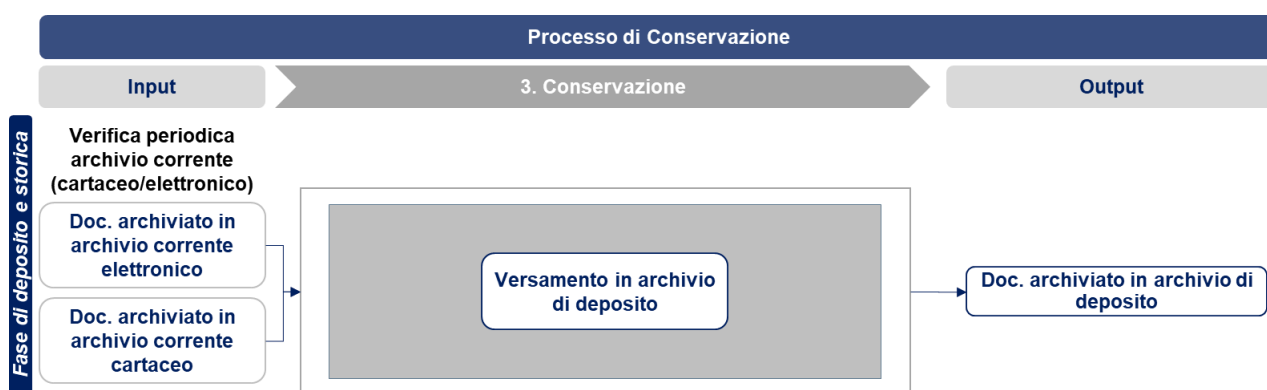 Processo di Conservazione
Input
3. Conservazione
Output
Fase di deposito e storica
Verifica periodica
archivio corrente
(cartaceo/elettronico)
Doc. archiviato in
archivio corrente
elettronico
Doc. archiviato in
archivio corrente
cartaceo
Versamento in archivio
di deposito
Doc. archiviato in archivio di
deposito